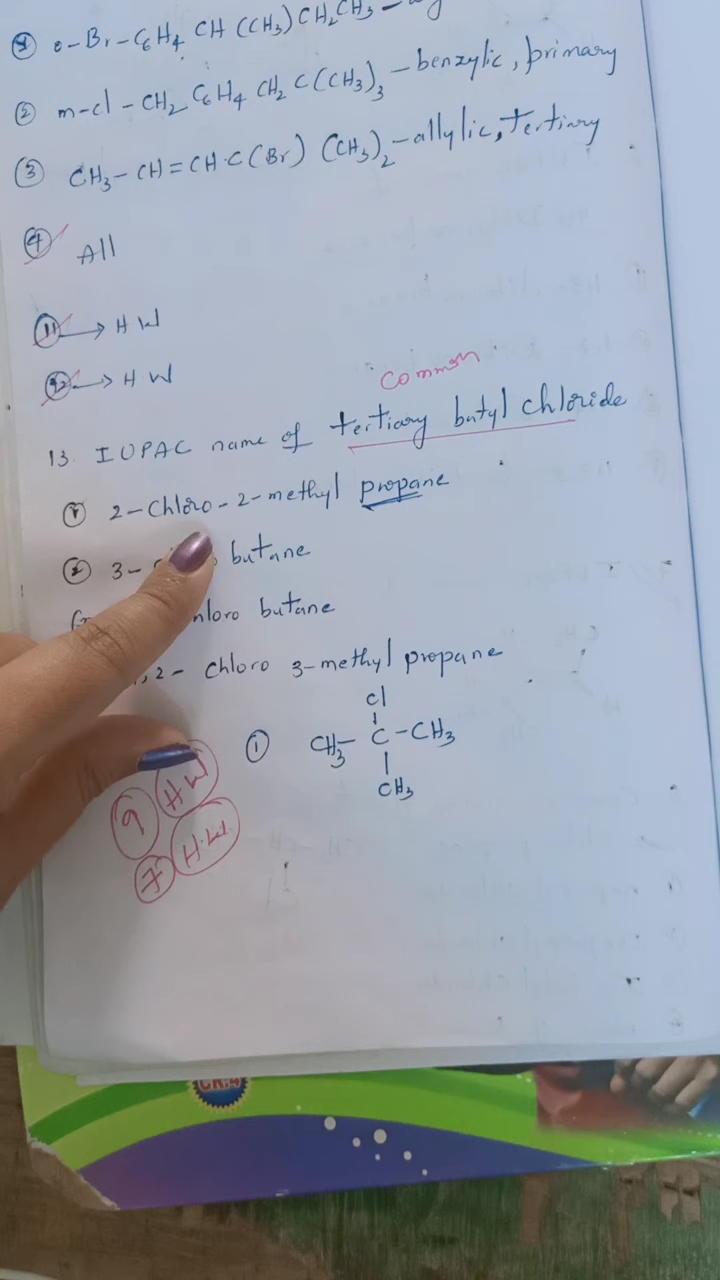 ① o-Br-C6H4 CH (CH3) CH2CH3 -
② m-cl - CH2 C6H4 CH2 C(CH3)3 - benzylic, primary
③ CH3 - CH = CH·C(Br) (CH3)2 - allylic, Tertiary
④ All
⑪ → HW
⑫ → HW
Common
13. IUPAC name of tertiary butyl chloride
① 2-Chloro-2-methyl propane
② 3- butane
butane
2- chloro 3-methyl propane
Cl
① CH3 - C - CH3
CH3
9 HW
7 H.W.